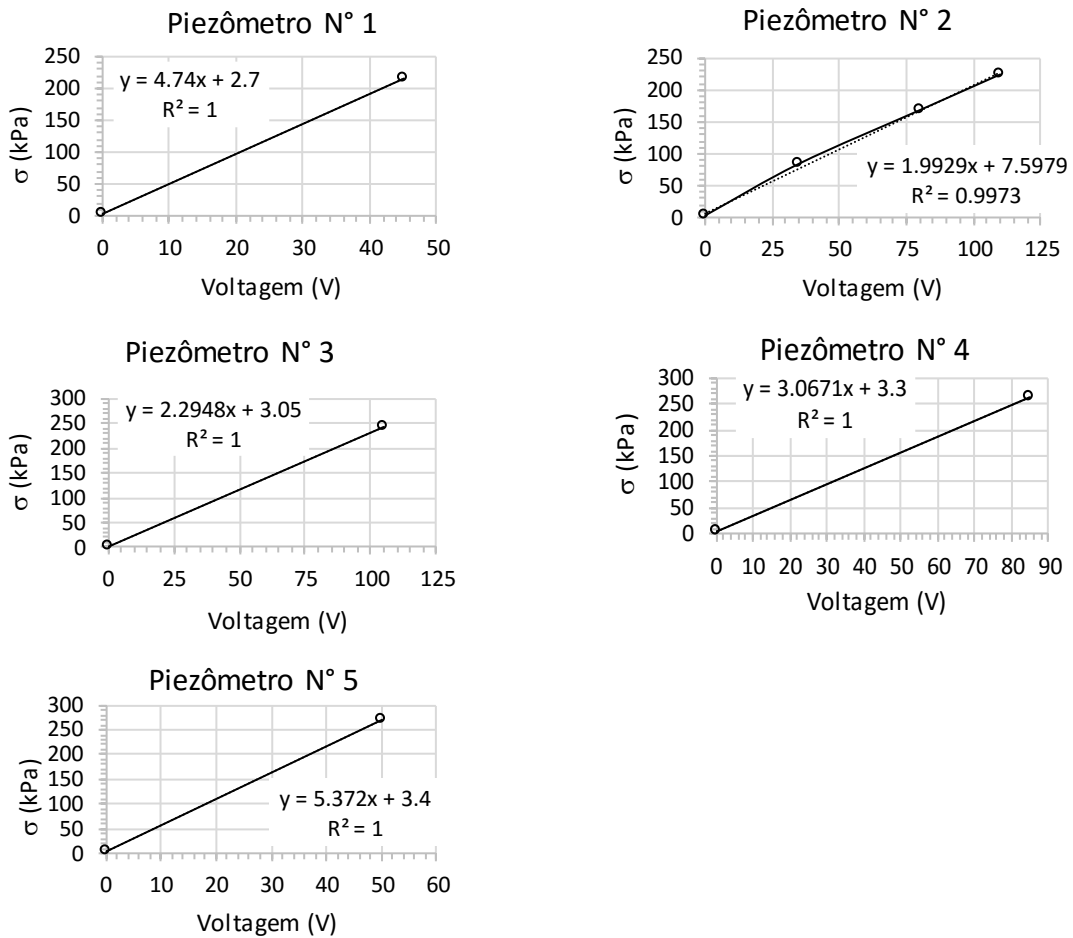 Piezômetro N° 1
250
200
150
100
50
0
σ (kPa)
y = 4.74x + 2.7
R² = 1
0 10 20 30 40 50
Voltagem (V)
Piezômetro N° 2
250
200
150
100
50
0
σ (kPa)
y = 1.9929x + 7.5979
R² = 0.9973
0 25 50 75 100 125
Voltagem (V)
Piezômetro N° 3
300
250
200
150
100
50
0
σ (kPa)
y = 2.2948x + 3.05
R² = 1
0 25 50 75 100 125
Voltagem (V)
Piezômetro N° 4
300
250
200
150
100
50
0
σ (kPa)
y = 3.0671x + 3.3
R² = 1
0 10 20 30 40 50 60 70 80 90
Voltagem (V)
Piezômetro N° 5
300
250
200
150
100
50
0
σ (kPa)
y = 5.372x + 3.4
R² = 1
0 10 20 30 40 50 60
Voltagem (V)